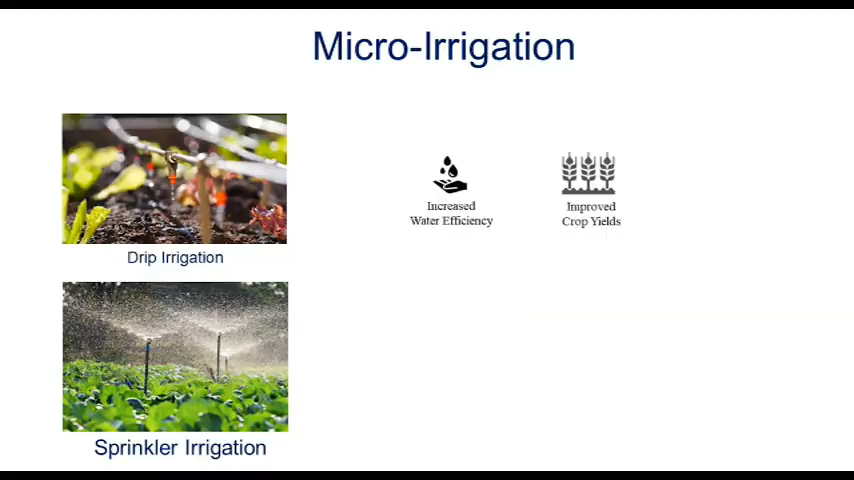 Micro-Irrigation
Increased
Water Efficiency
Improved
Crop Yields
Drip Irrigation
Sprinkler Irrigation